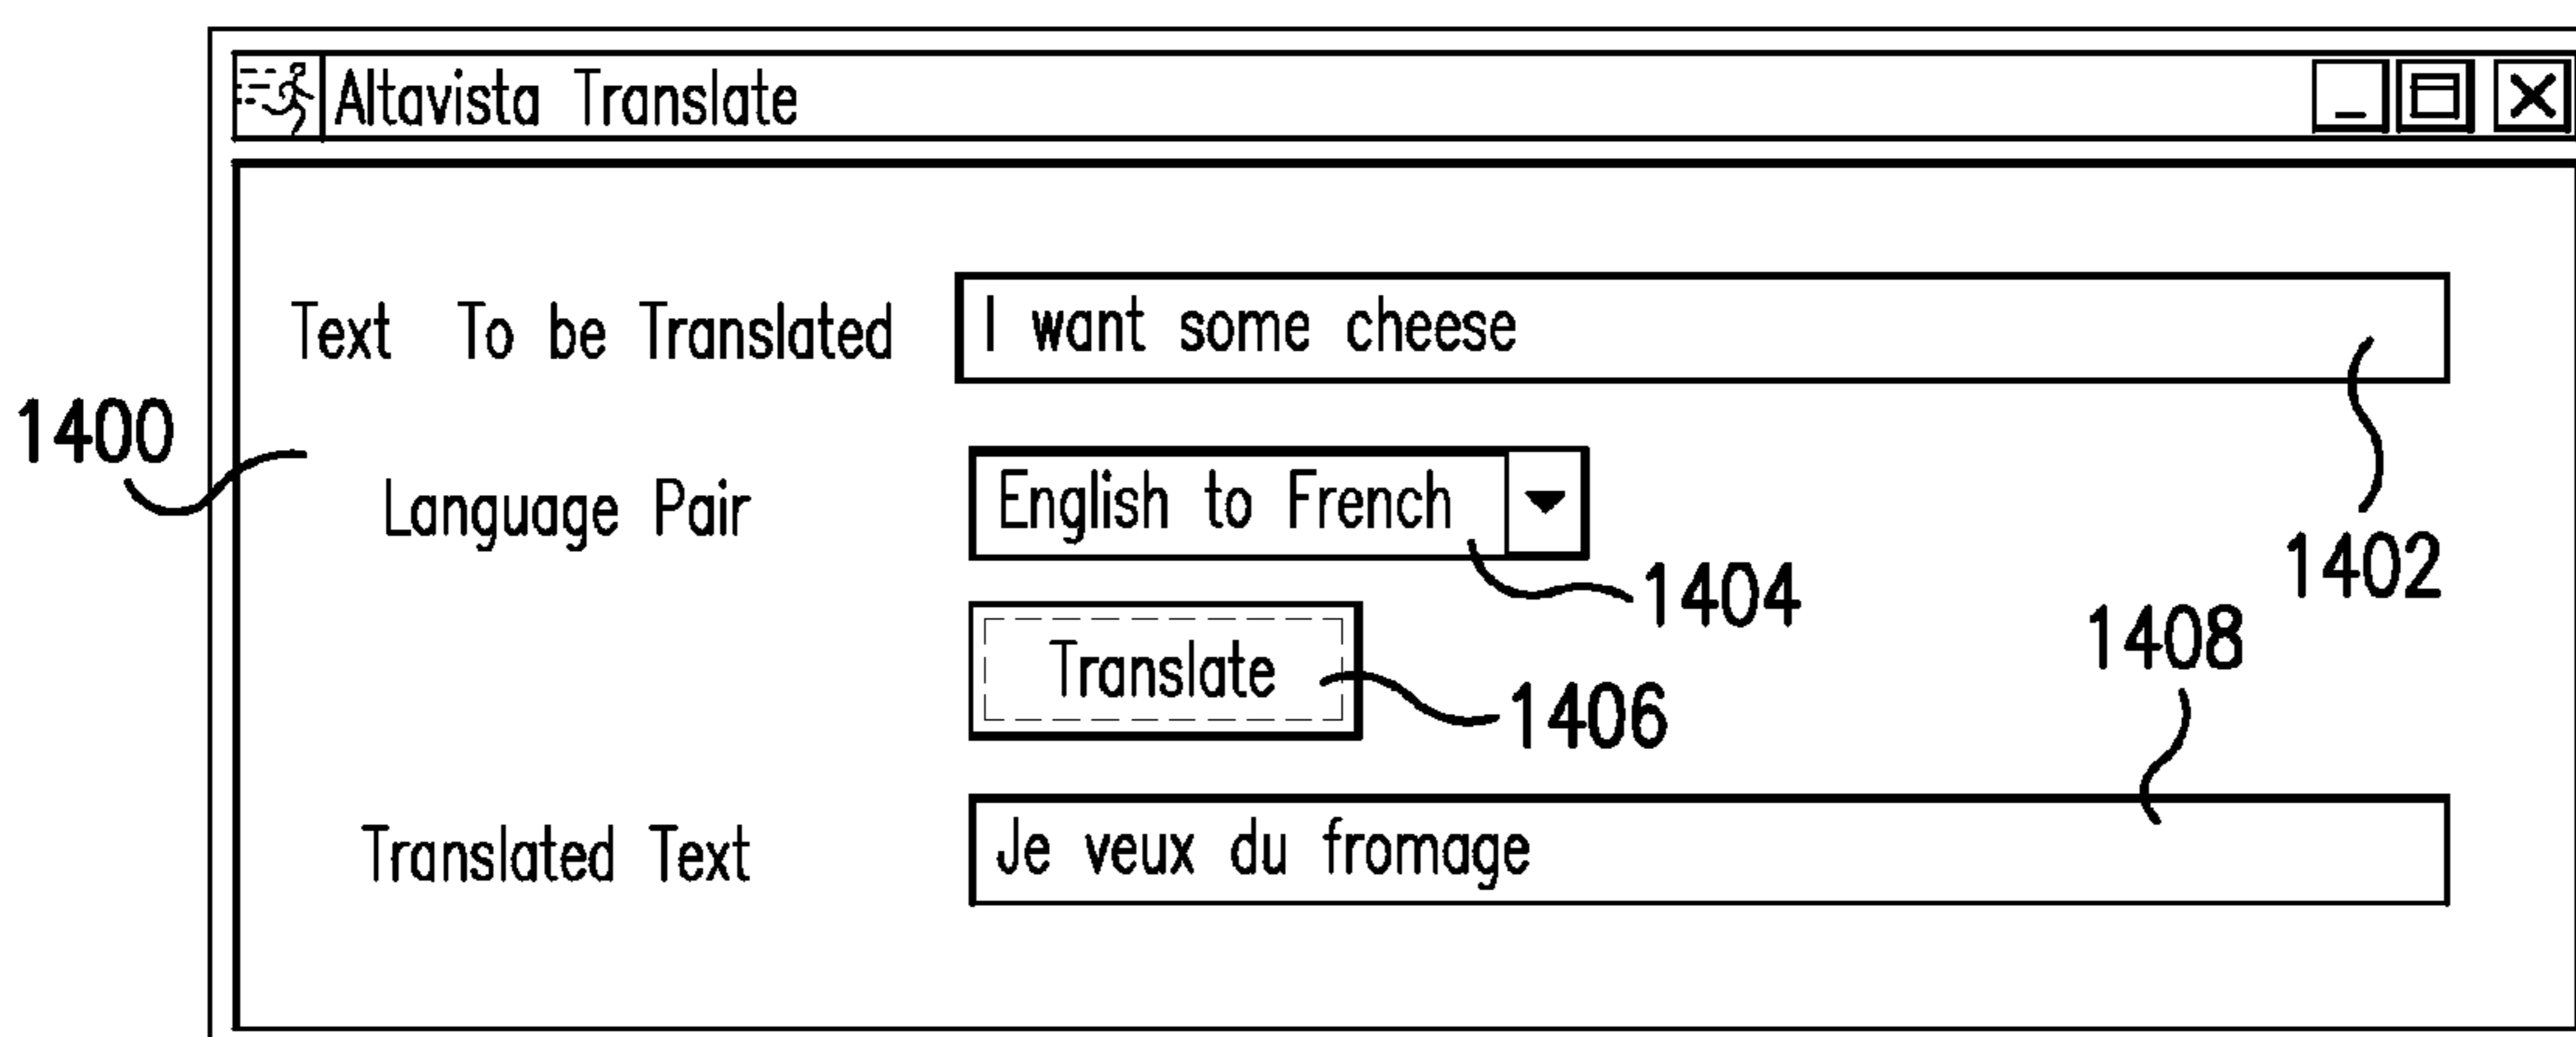 Altavista Translate
Text To be Translated I want some cheese
1400
Language Pair English to French
1402
1404
Translate
1408
1406
Translated Text Je veux du fromage